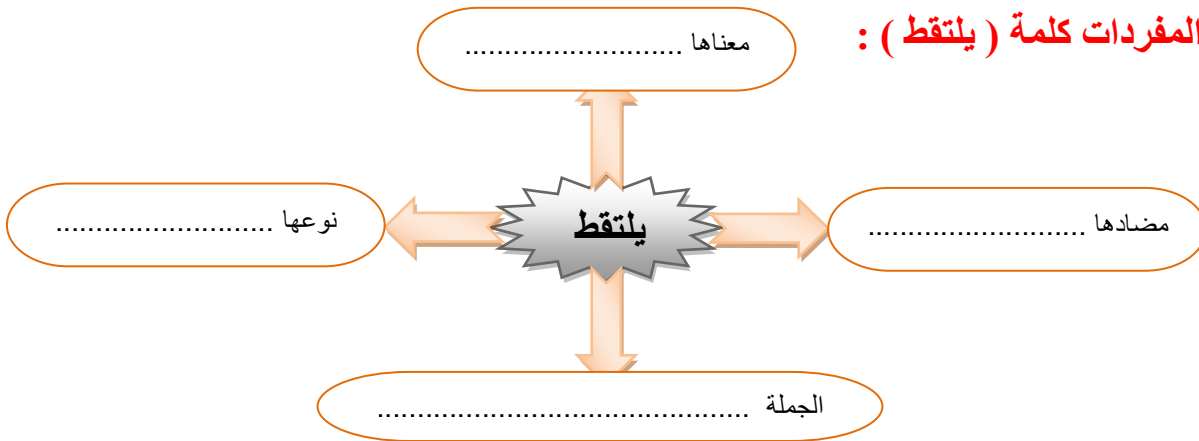 المفردات كلمة ( يلتقط ) :
معناها ...........................
مضادها ...........................
يلتقط
نوعها ...........................
الجملة ...............................................